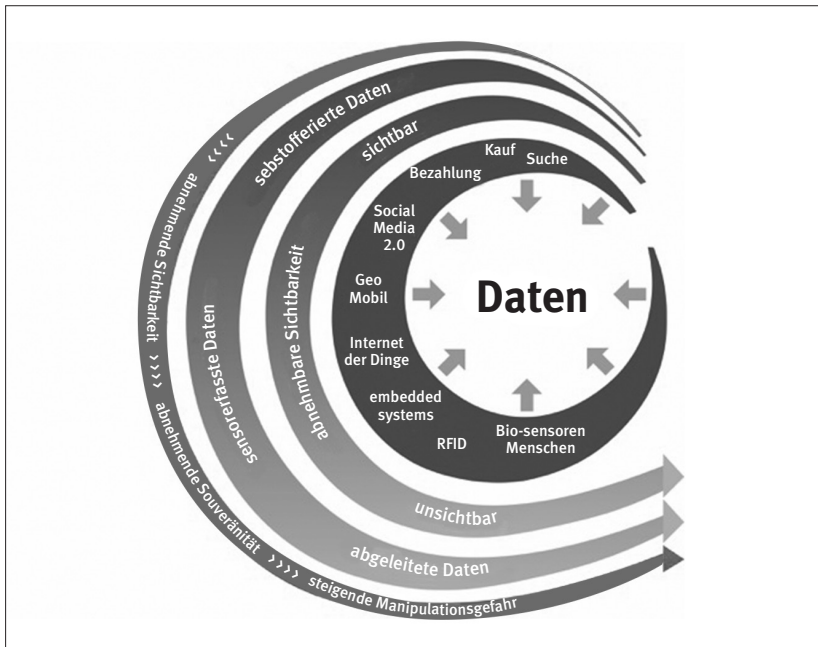 Daten
Suche
Kauf
Bezahlung
Social
Media
2.0
Geo
Mobil
Internet
der Dinge
embedded
systems
RFID
Bio-sensoren
Menschen
sichtbar
abnehmbare Sichtbarkeit
unsichtbar
sebstofferierte Daten
sensorerfasste Daten
abgeleitete Daten
‹‹‹‹ abnehmende Sichtbarkeit ›››› abnehmende Souveränität ›››› steigende Manipulationsgefahr